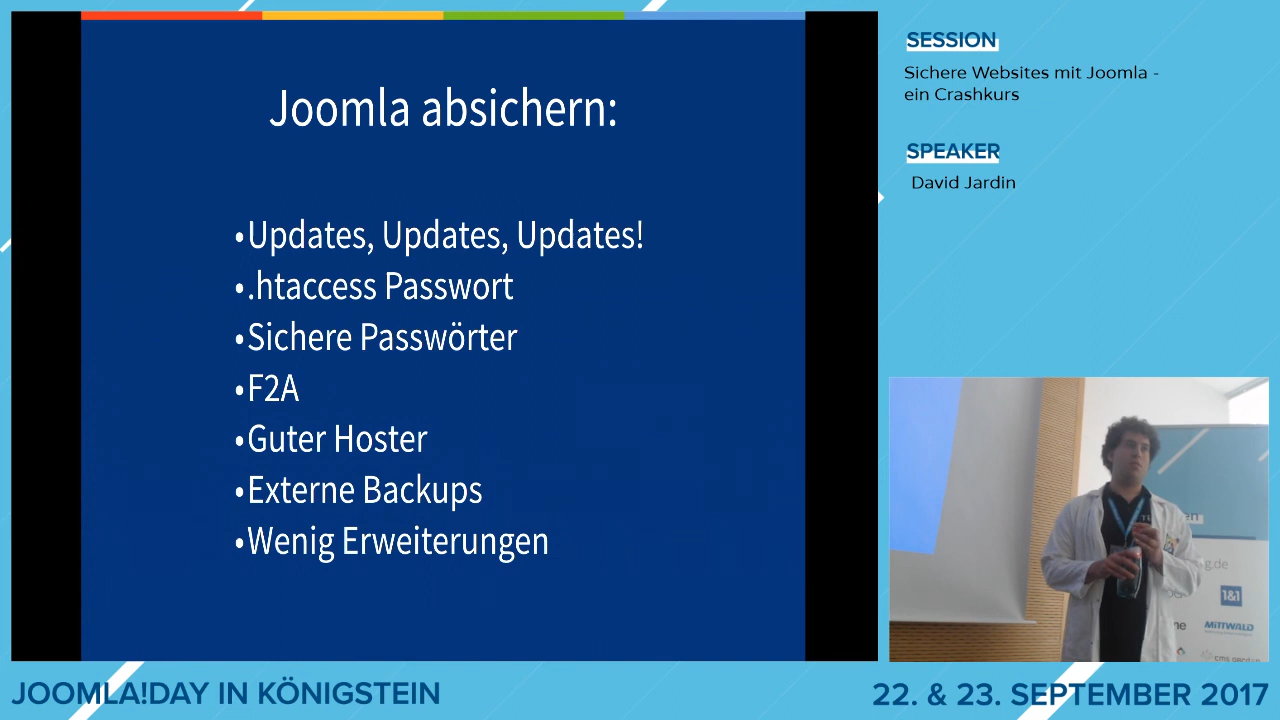 Joomla absichern:
•Updates, Updates, Updates!
•.htaccess Passwort
•Sichere Passwörter
•F2A
•Guter Hoster
•Externe Backups
•Wenig Erweiterungen
SESSION
Sichere Websites mit Joomla -
ein Crashkurs
SPEAKER
David Jardin
g.de
1&1
MITTWALD
JOOMLA!DAY IN KÖNIGSTEIN
22. & 23. SEPTEMBER 2017